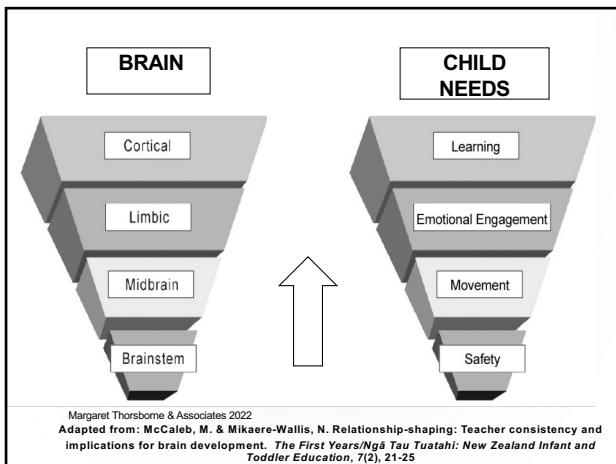 BRAIN
CHILD
NEEDS
Cortical
Limbic
Midbrain
Brainstem
Learning
Emotional Engagement
Movement
Safety
Margaret Thorsborne & Associates 2022
Adapted from: McCaleb, M. & Mikaere-Wallis, N. Relationship-shaping: Teacher consistency and
implications for brain development. The First Years/Ngā Tau Tuatahi: New Zealand Infant and
Toddler Education, 7(2), 21-25